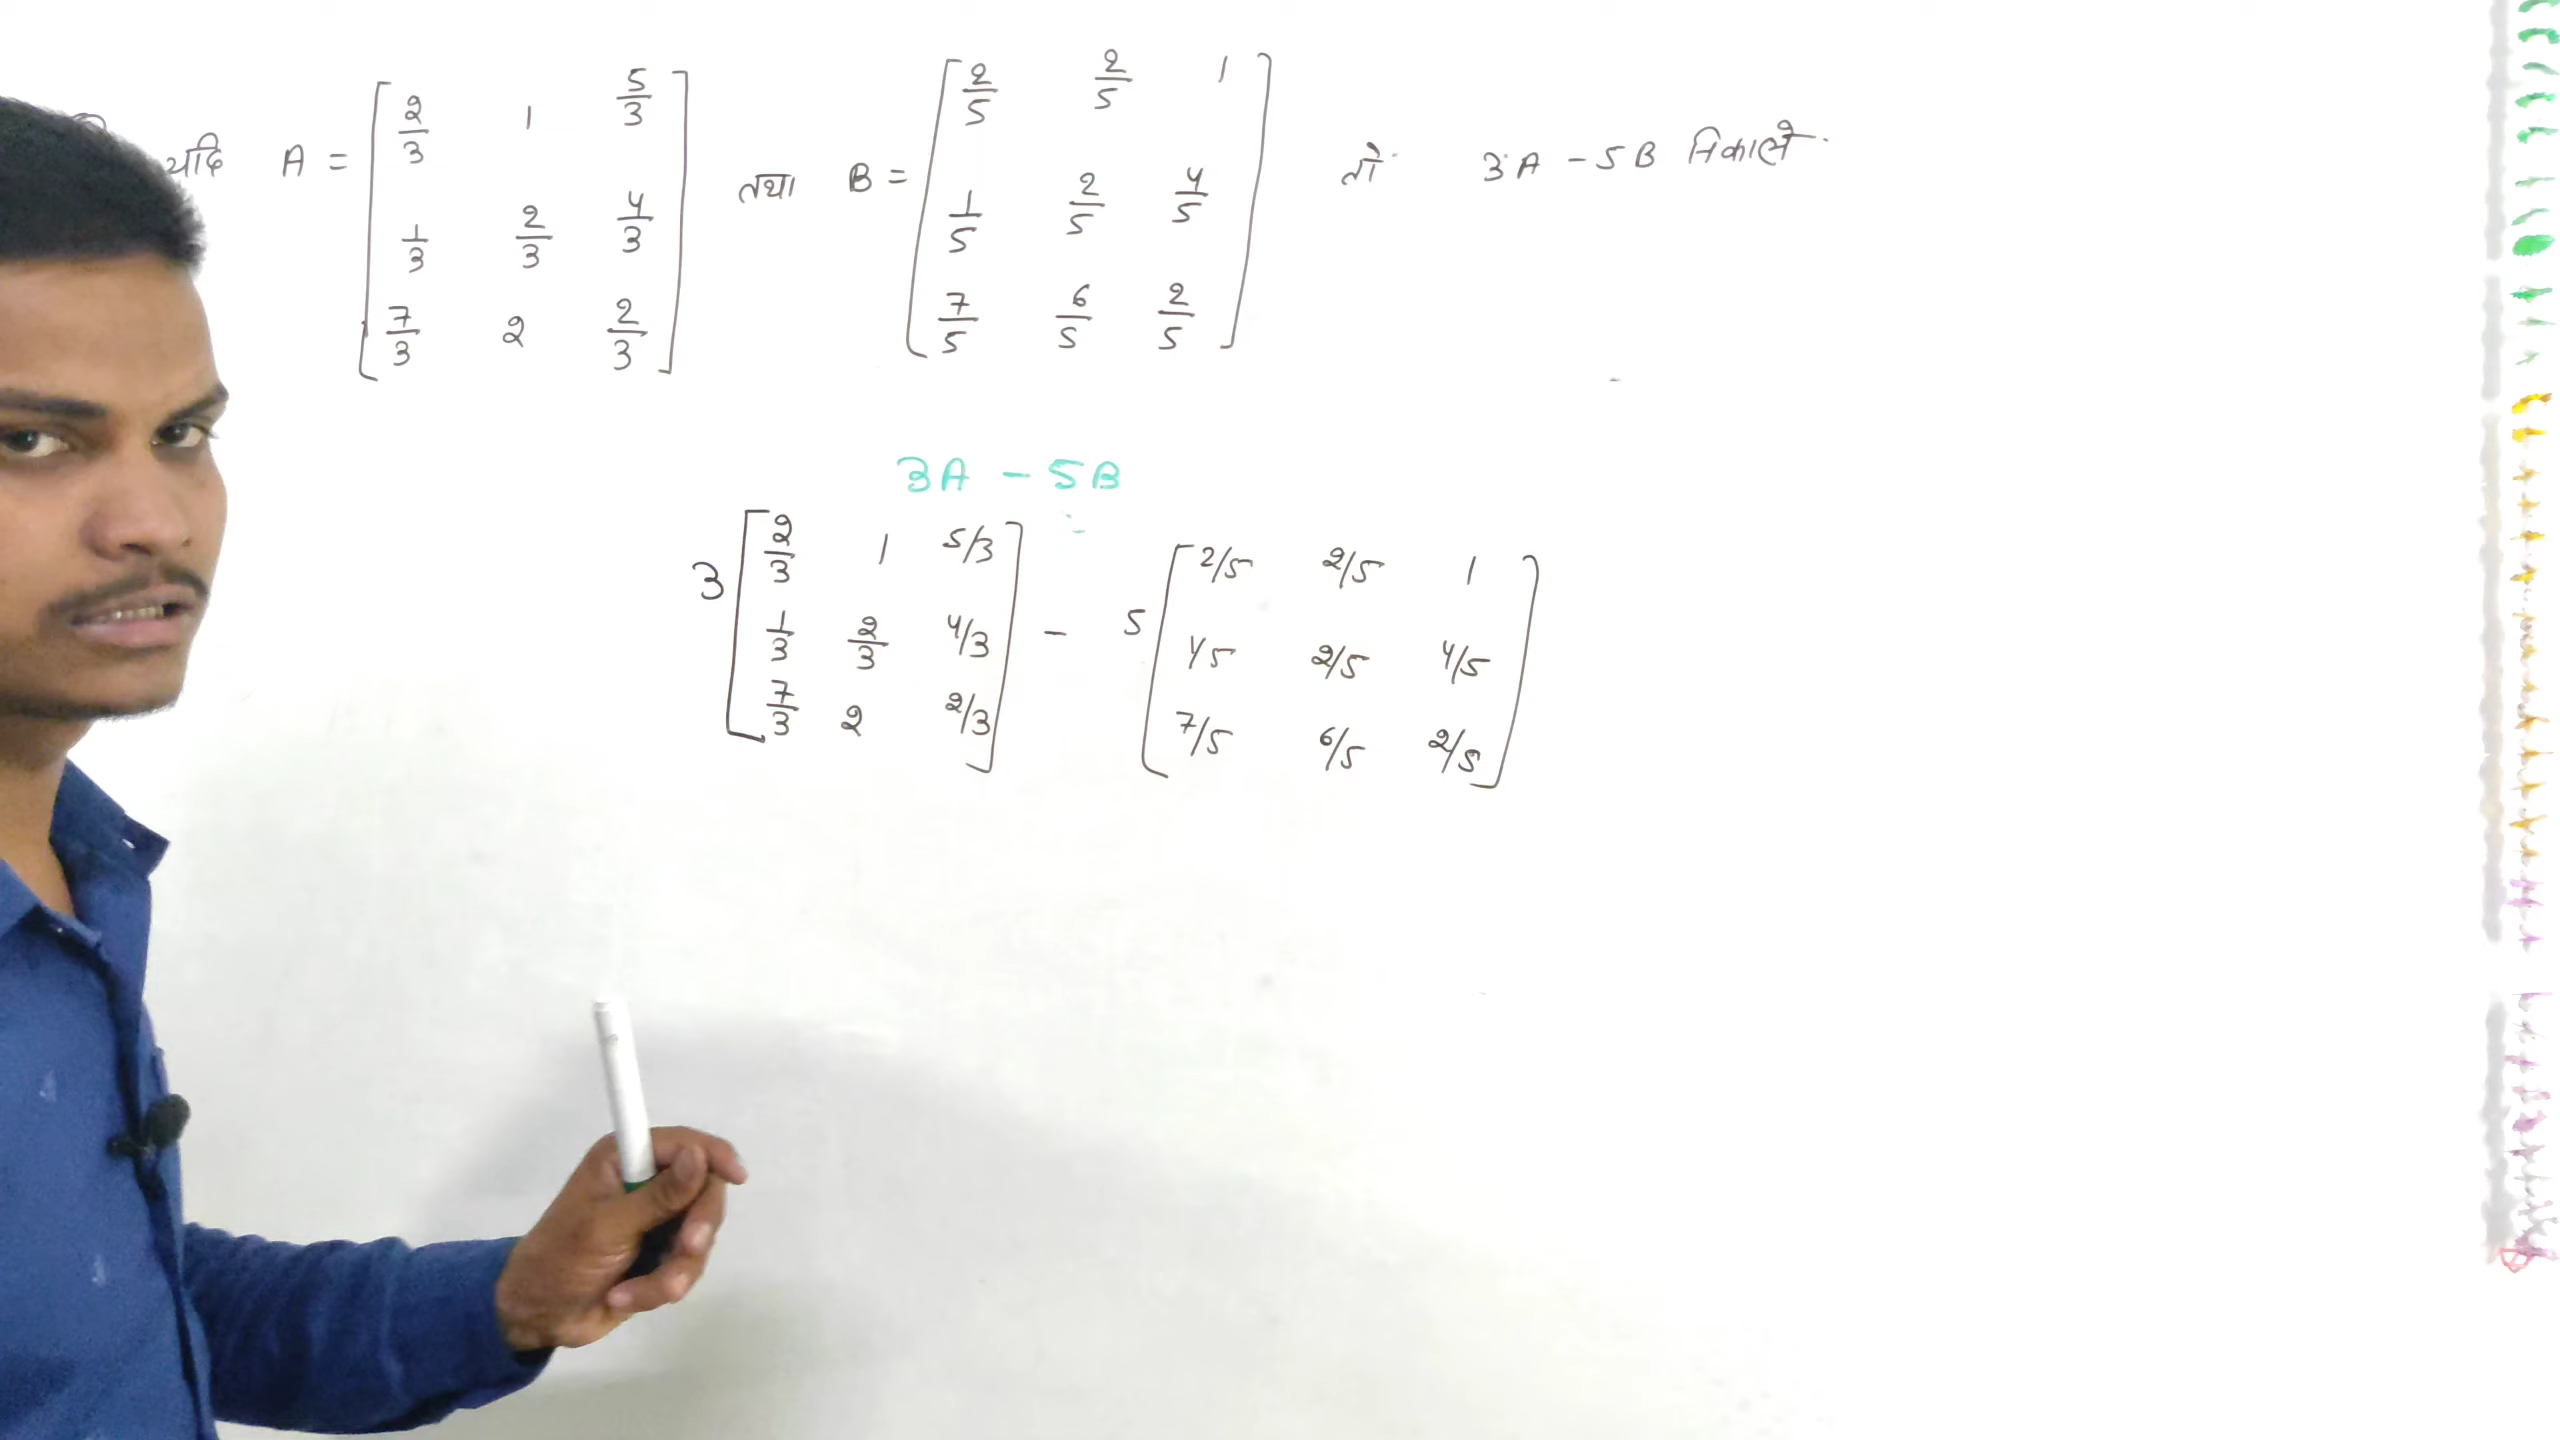 यदि A = [ 2/3 1 5/3 तथा B = [ 2/5 2/5 1 ] तो 3A - 5B निकालें
1/3 2/3 4/3 1/5 2/5 4/5
7/3 2 2/3 ] 7/5 6/5 2/5 ]
3A - 5B
3 [ 2/3 1 5/3 ] - 5 [ 2/5 2/5 1 ]
1/3 2/3 4/3 1/5 2/5 4/5
7/3 2 2/3 7/5 6/5 2/5